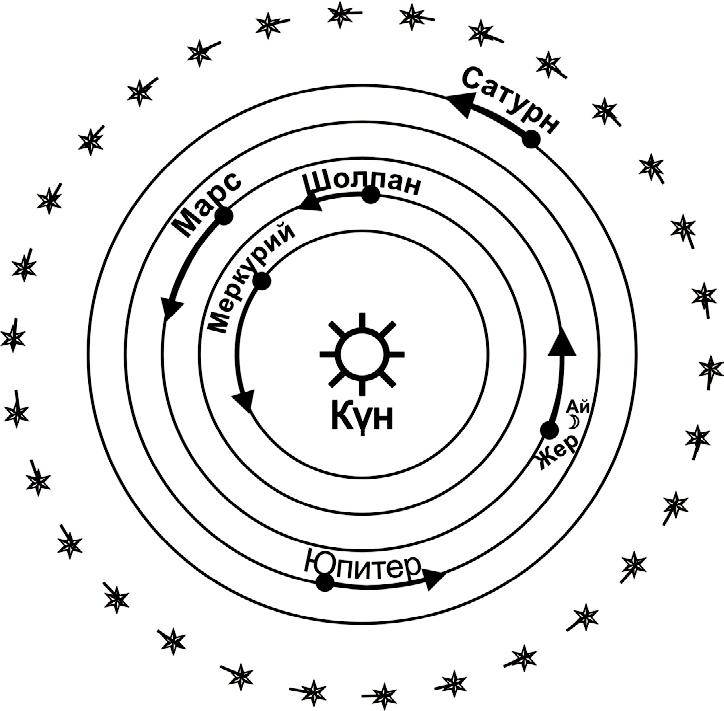 Сатурн
Шолпан
Марс
Меркурий
Күн
Ай
Жер
Юпитер